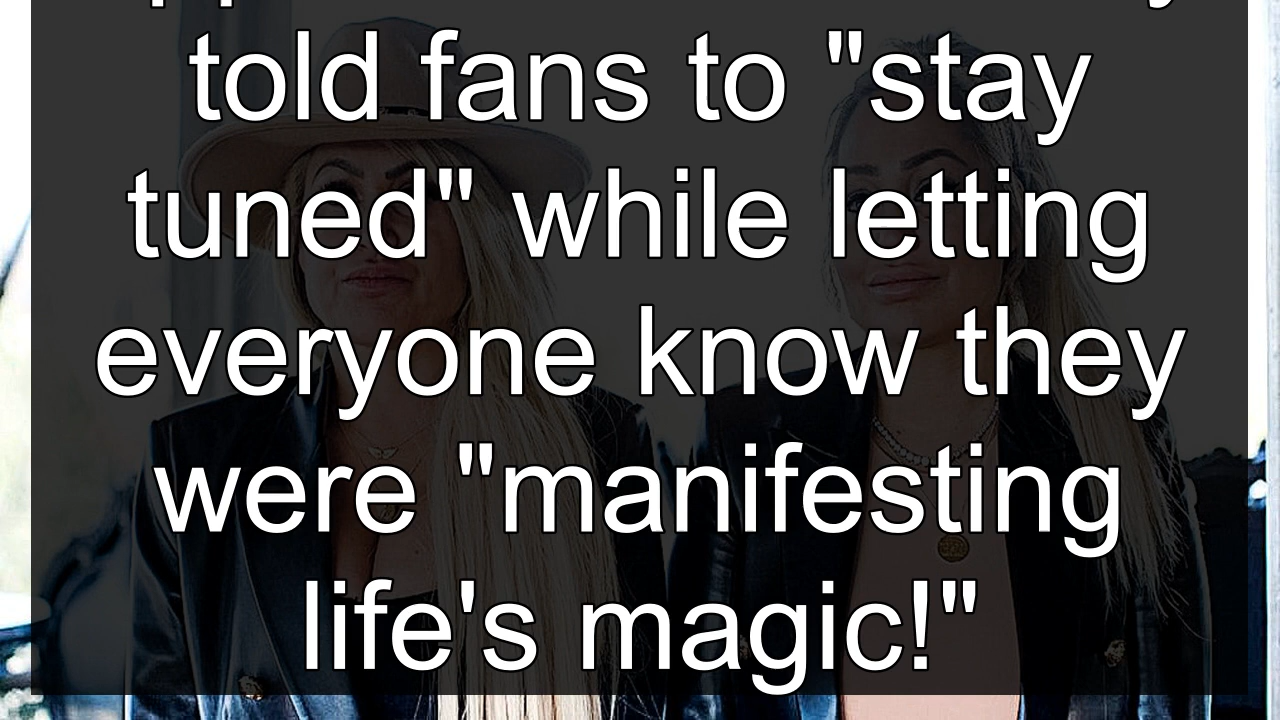 told fans to "stay
tuned" while letting
everyone know they
were "manifesting
life's magic!"